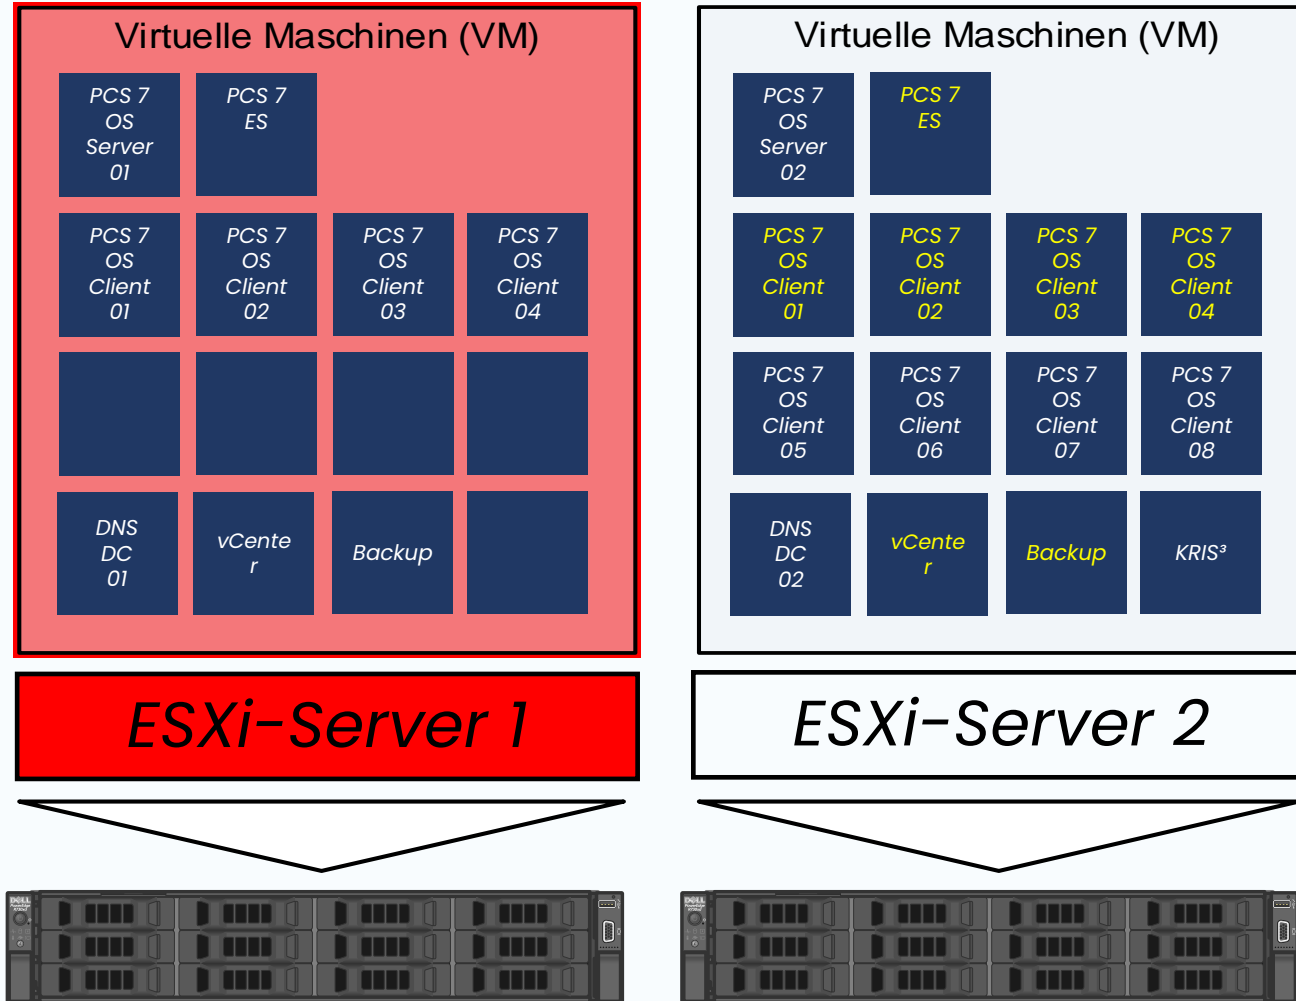 Virtuelle Maschinen (VM)
PCS 7
OS
Server
01
PCS 7
ES
PCS 7
OS
Client
01
PCS 7
OS
Client
02
PCS 7
OS
Client
03
PCS 7
OS
Client
04
DNS
DC
01
vCente
r
Backup
ESXi-Server 1
DELL
Virtuelle Maschinen (VM)
PCS 7
OS
Server
02
PCS 7
ES
PCS 7
OS
Client
01
PCS 7
OS
Client
02
PCS 7
OS
Client
03
PCS 7
OS
Client
04
PCS 7
OS
Client
05
PCS 7
OS
Client
06
PCS 7
OS
Client
07
PCS 7
OS
Client
08
DNS
DC
02
vCente
r
Backup
KRIS³
ESXi-Server 2
DELL